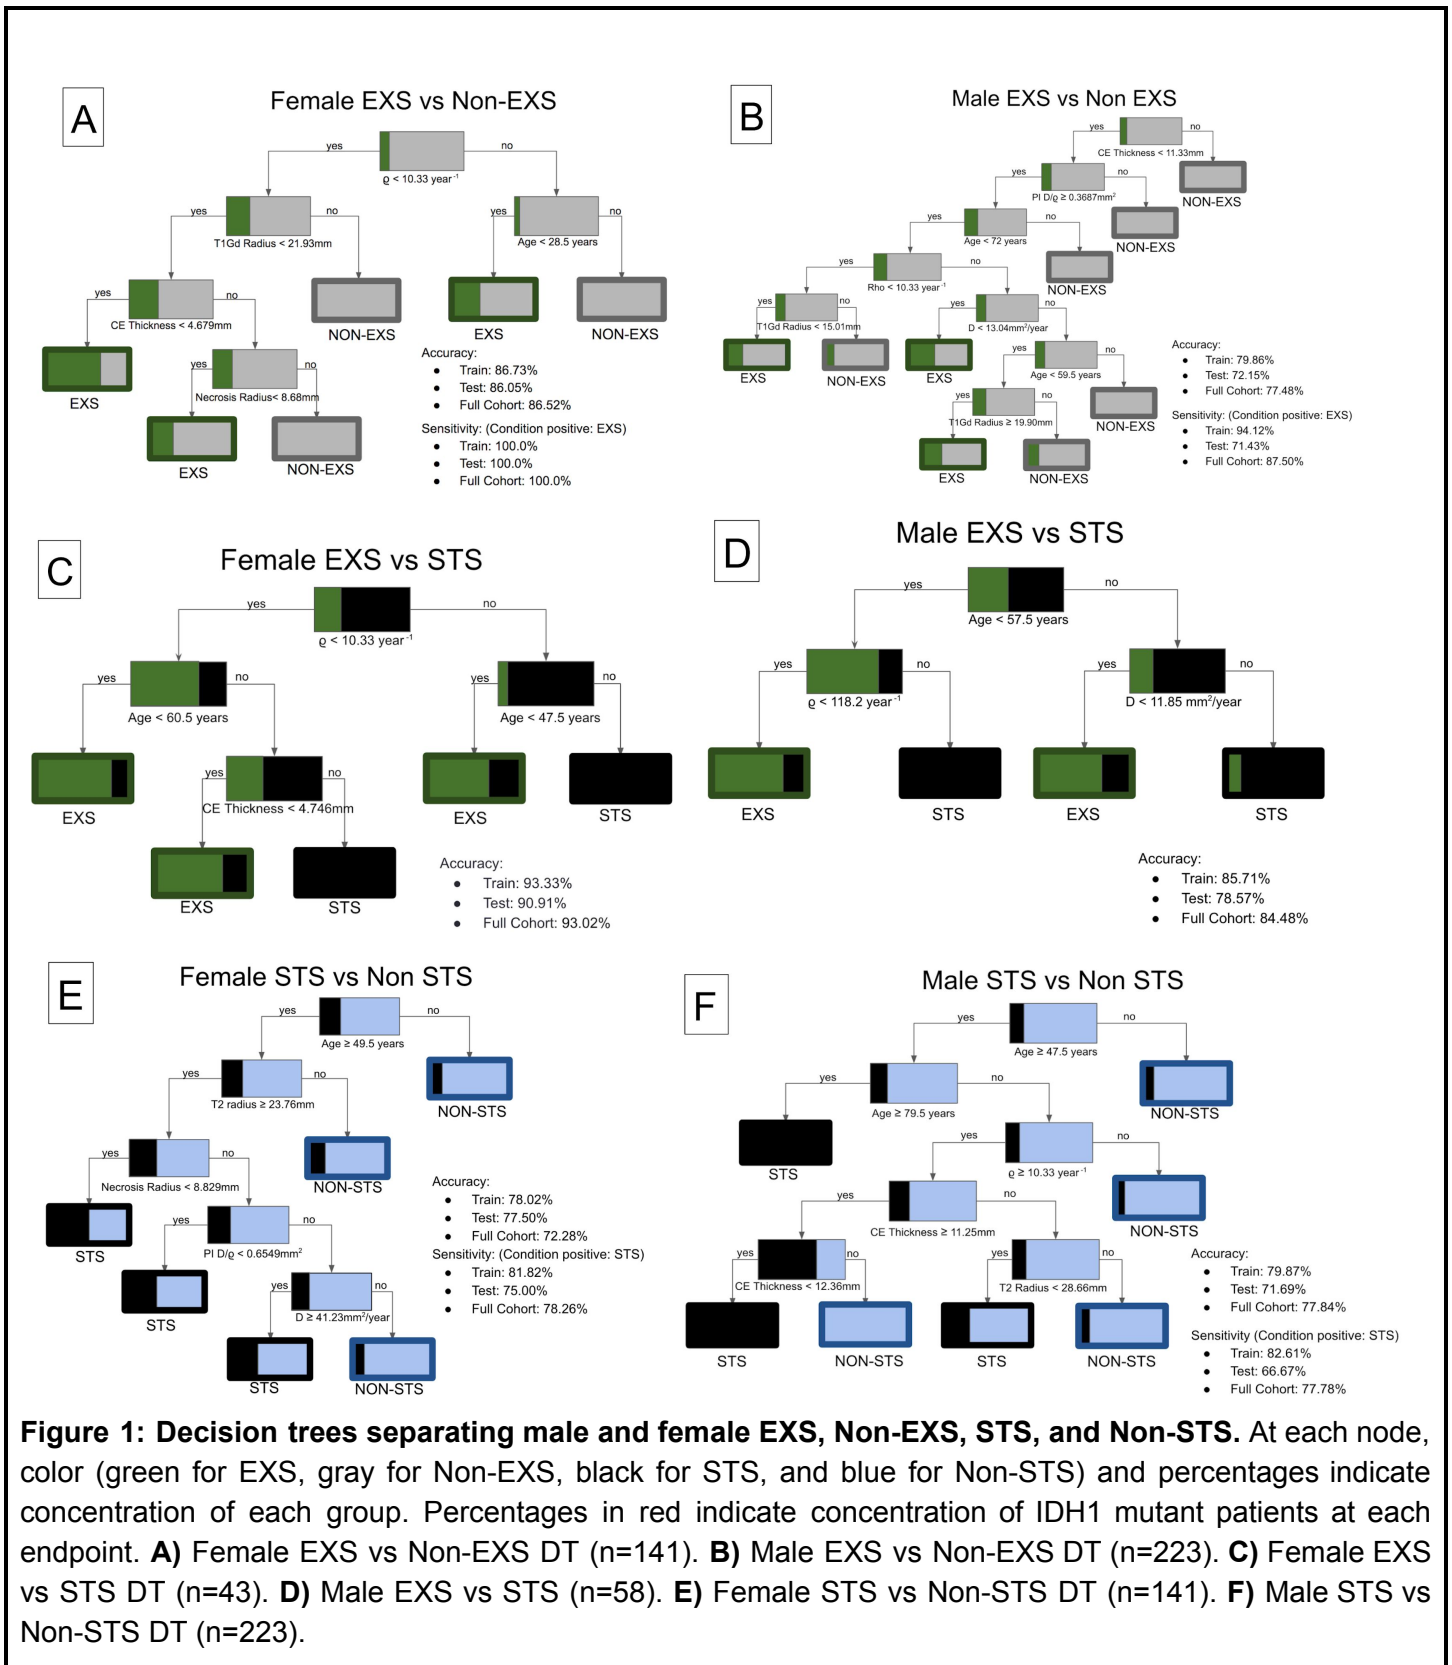 A
Female EXS vs Non-EXS
yes
no
ϱ < 10.33 year⁻¹
yes
no
T1Gd Radius < 21.93mm
yes
no
Age < 28.5 years
yes
no
CE Thickness < 4.679mm
NON-EXS
EXS
NON-EXS
yes
no
Necrosis Radius< 8.68mm
EXS
EXS
NON-EXS
Accuracy:
● Train: 86.73%
● Test: 86.05%
● Full Cohort: 86.52%
Sensitivity: (Condition positive: EXS)
● Train: 100.0%
● Test: 100.0%
● Full Cohort: 100.0%
B
Male EXS vs Non EXS
yes
no
CE Thickness < 11.33mm
yes
no
PI D/ϱ ≥ 0.3687mm²
NON-EXS
yes
no
Age < 72 years
NON-EXS
yes
no
Rho < 10.33 year⁻¹
NON-EXS
yes
no
T1Gd Radius < 15.01mm
yes
no
D < 13.04mm²/year
EXS
NON-EXS
EXS
yes
no
Age < 59.5 years
yes
no
T1Gd Radius ≥ 19.90mm
NON-EXS
EXS
NON-EXS
Accuracy:
● Train: 79.86%
● Test: 72.15%
● Full Cohort: 77.48%
Sensitivity: (Condition positive: EXS)
● Train: 94.12%
● Test: 71.43%
● Full Cohort: 87.50%
C
Female EXS vs STS
yes
no
ϱ < 10.33 year⁻¹
yes
no
Age < 60.5 years
yes
no
Age < 47.5 years
EXS
yes
no
CE Thickness < 4.746mm
EXS
STS
EXS
STS
Accuracy:
● Train: 93.33%
● Test: 90.91%
● Full Cohort: 93.02%
D
Male EXS vs STS
yes
no
Age < 57.5 years
yes
no
ϱ < 118.2 year⁻¹
yes
no
D < 11.85 mm²/year
EXS
STS
EXS
STS
Accuracy:
● Train: 85.71%
● Test: 78.57%
● Full Cohort: 84.48%
E
Female STS vs Non STS
yes
no
Age ≥ 49.5 years
yes
no
T2 radius ≥ 23.76mm
NON-STS
yes
no
Necrosis Radius < 8.829mm
NON-STS
STS
yes
no
PI D/ϱ < 0.6549mm²
STS
yes
no
D ≥ 41.23mm²/year
STS
NON-STS
Accuracy:
● Train: 78.02%
● Test: 77.50%
● Full Cohort: 72.28%
Sensitivity: (Condition positive: STS)
● Train: 81.82%
● Test: 75.00%
● Full Cohort: 78.26%
F
Male STS vs Non STS
yes
no
Age ≥ 47.5 years
yes
no
Age ≥ 79.5 years
NON-STS
STS
yes
no
ϱ ≥ 10.33 year⁻¹
yes
no
CE Thickness ≥ 11.25mm
NON-STS
yes
no
CE Thickness < 12.36mm
yes
no
T2 Radius < 28.66mm
STS
NON-STS
STS
NON-STS
Accuracy:
● Train: 79.87%
● Test: 71.69%
● Full Cohort: 77.84%
Sensitivity (Condition positive: STS)
● Train: 82.61%
● Test: 66.67%
● Full Cohort: 77.78%
Figure 1: Decision trees separating male and female EXS, Non-EXS, STS, and Non-STS. At each node,
color (green for EXS, gray for Non-EXS, black for STS, and blue for Non-STS) and percentages indicate
concentration of each group. Percentages in red indicate concentration of IDH1 mutant patients at each
endpoint. A) Female EXS vs Non-EXS DT (n=141). B) Male EXS vs Non-EXS DT (n=223). C) Female EXS
vs STS DT (n=43). D) Male EXS vs STS (n=58). E) Female STS vs Non-STS DT (n=141). F) Male STS vs
Non-STS DT (n=223).